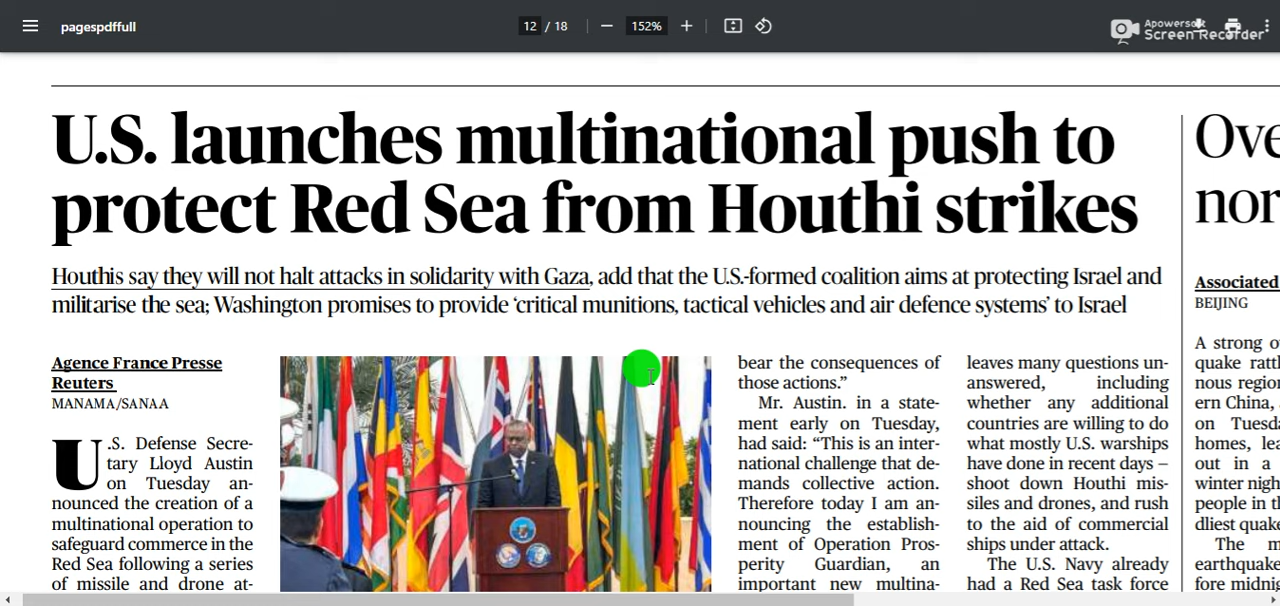 pagespdffull
12 / 18
152%
Apowersoft
Screen Recorder
U.S. launches multinational push to
protect Red Sea from Houthi strikes
Houthis say they will not halt attacks in solidarity with Gaza, add that the U.S.-formed coalition aims at protecting Israel and
militarise the sea; Washington promises to provide ‘critical munitions, tactical vehicles and air defence systems’ to Israel
Agence France Presse
Reuters
MANAMA/SANAA
U.S. Defense Secre-
tary Lloyd Austin
on Tuesday an-
nounced the creation of a
multinational operation to
safeguard commerce in the
Red Sea following a series
of missile and drone at-
bear the consequences of
those actions.”
Mr. Austin. in a state-
ment early on Tuesday,
had said: “This is an inter-
national challenge that de-
mands collective action.
Therefore today I am an-
nouncing the establish-
ment of Operation Pros-
perity Guardian, an
important new multina-
leaves many questions un-
answered, including
whether any additional
countries are willing to do
what mostly U.S. warships
have done in recent days –
shoot down Houthi mis-
siles and drones, and rush
to the aid of commercial
ships under attack.
The U.S. Navy already
had a Red Sea task force
Ove
nor
Associated
BEIJING
A strong o
quake rattl
nous region
ern China,
on Tuesda
homes, lea
out in a
winter nigh
people in th
dliest quake
The m
earthquake
fore midnig